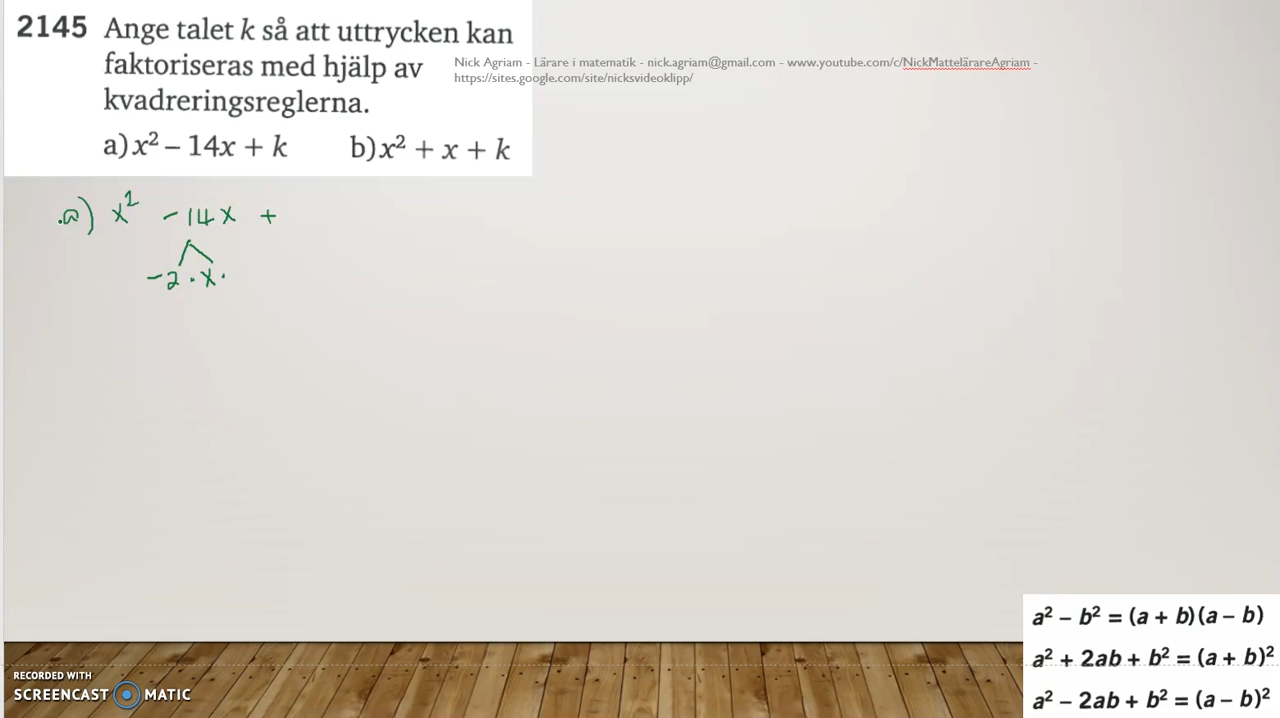 2145 Ange talet k så att uttrycken kan
faktoriseras med hjälp av
kvadreringsreglerna.
a) x² – 14x + k b) x² + x + k
Nick Agriam - Lärare i matematik - nick.agriam@gmail.com - www.youtube.com/c/NickMattelärareAgriam -
https://sites.google.com/site/nicksvideoklipp/
a) x² - 14x +
-2 · x ·
a² – b² = (a + b)(a – b)
a² + 2ab + b² = (a + b)²
a² – 2ab + b² = (a – b)²
RECORDED WITH
SCREENCAST MATIC